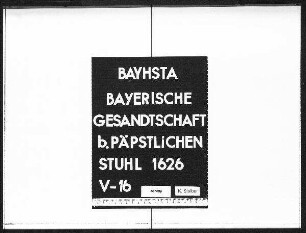 BAYHSTA
BAYERISCHE
GESANDTSCHAFT
b. PÄPSTLICHEN
STUHL 1626
V-16